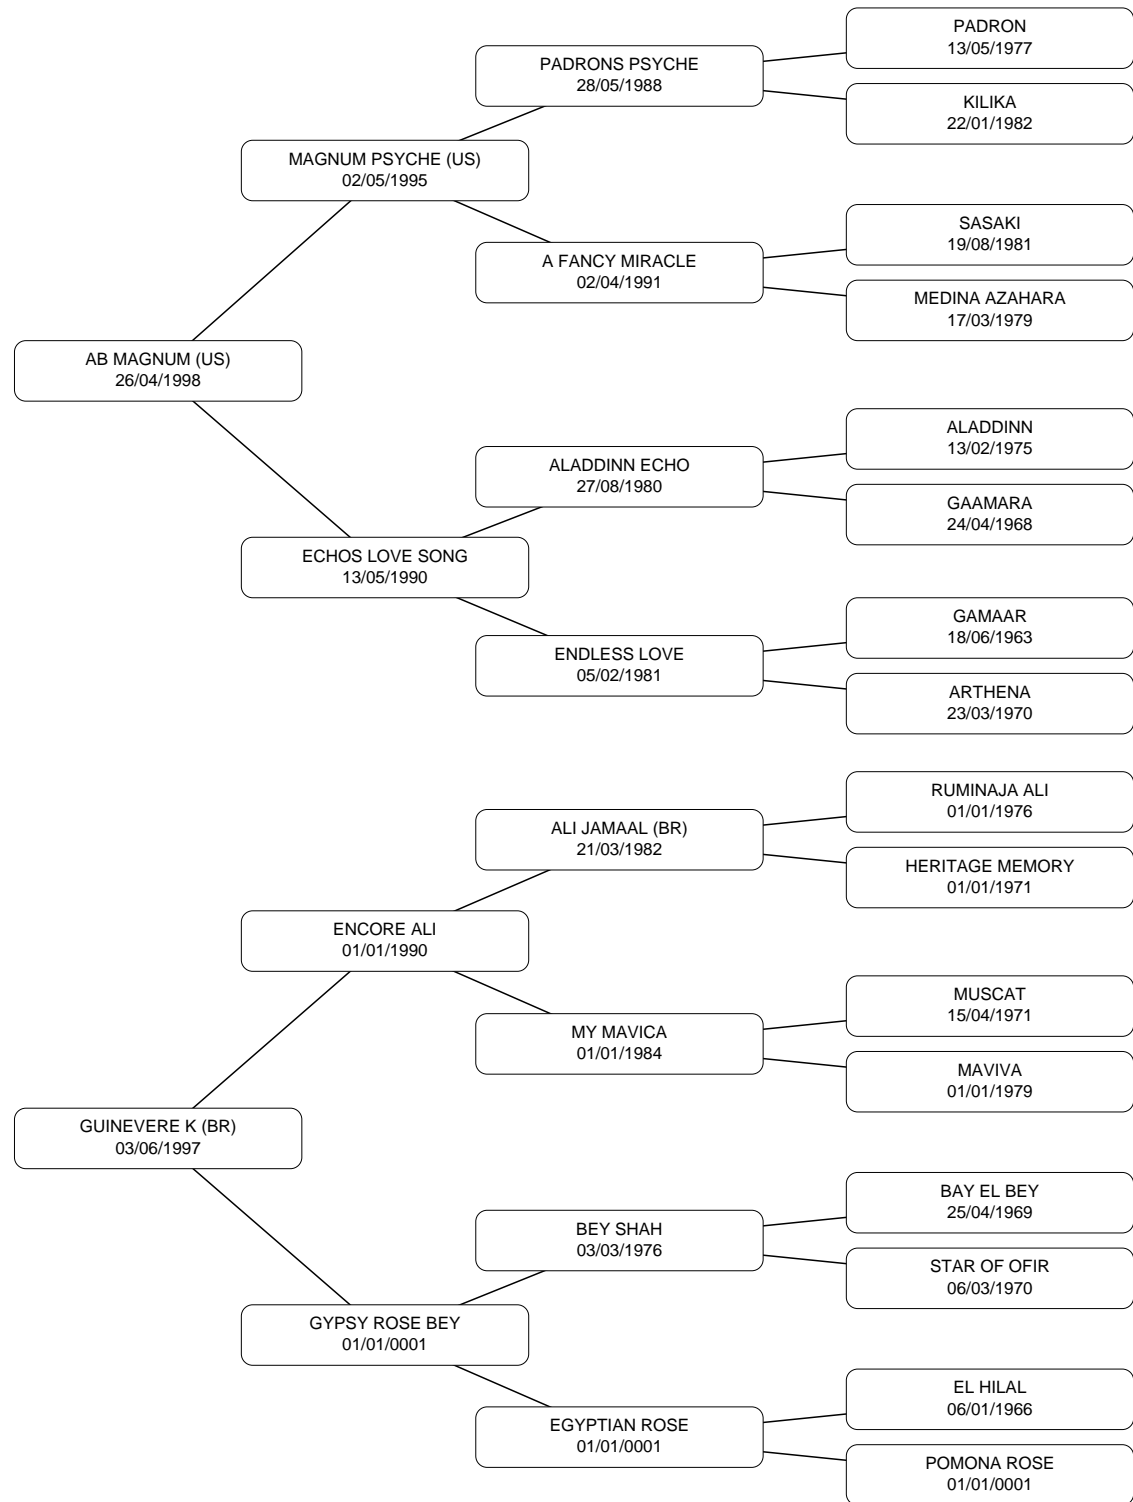 PADRON
13/05/1977
PADRONS PSYCHE
28/05/1988
KILIKA
22/01/1982
MAGNUM PSYCHE (US)
02/05/1995
SASAKI
19/08/1981
A FANCY MIRACLE
02/04/1991
MEDINA AZAHARA
17/03/1979
AB MAGNUM (US)
26/04/1998
ALADDINN
13/02/1975
ALADDINN ECHO
27/08/1980
GAAMARA
24/04/1968
ECHOS LOVE SONG
13/05/1990
GAMAAR
18/06/1963
ENDLESS LOVE
05/02/1981
ARTHENA
23/03/1970
RUMINAJA ALI
01/01/1976
ALI JAMAAL (BR)
21/03/1982
HERITAGE MEMORY
01/01/1971
ENCORE ALI
01/01/1990
MUSCAT
15/04/1971
MY MAVICA
01/01/1984
MAVIVA
01/01/1979
GUINEVERE K (BR)
03/06/1997
BAY EL BEY
25/04/1969
BEY SHAH
03/03/1976
STAR OF OFIR
06/03/1970
GYPSY ROSE BEY
01/01/0001
EL HILAL
06/01/1966
EGYPTIAN ROSE
01/01/0001
POMONA ROSE
01/01/0001